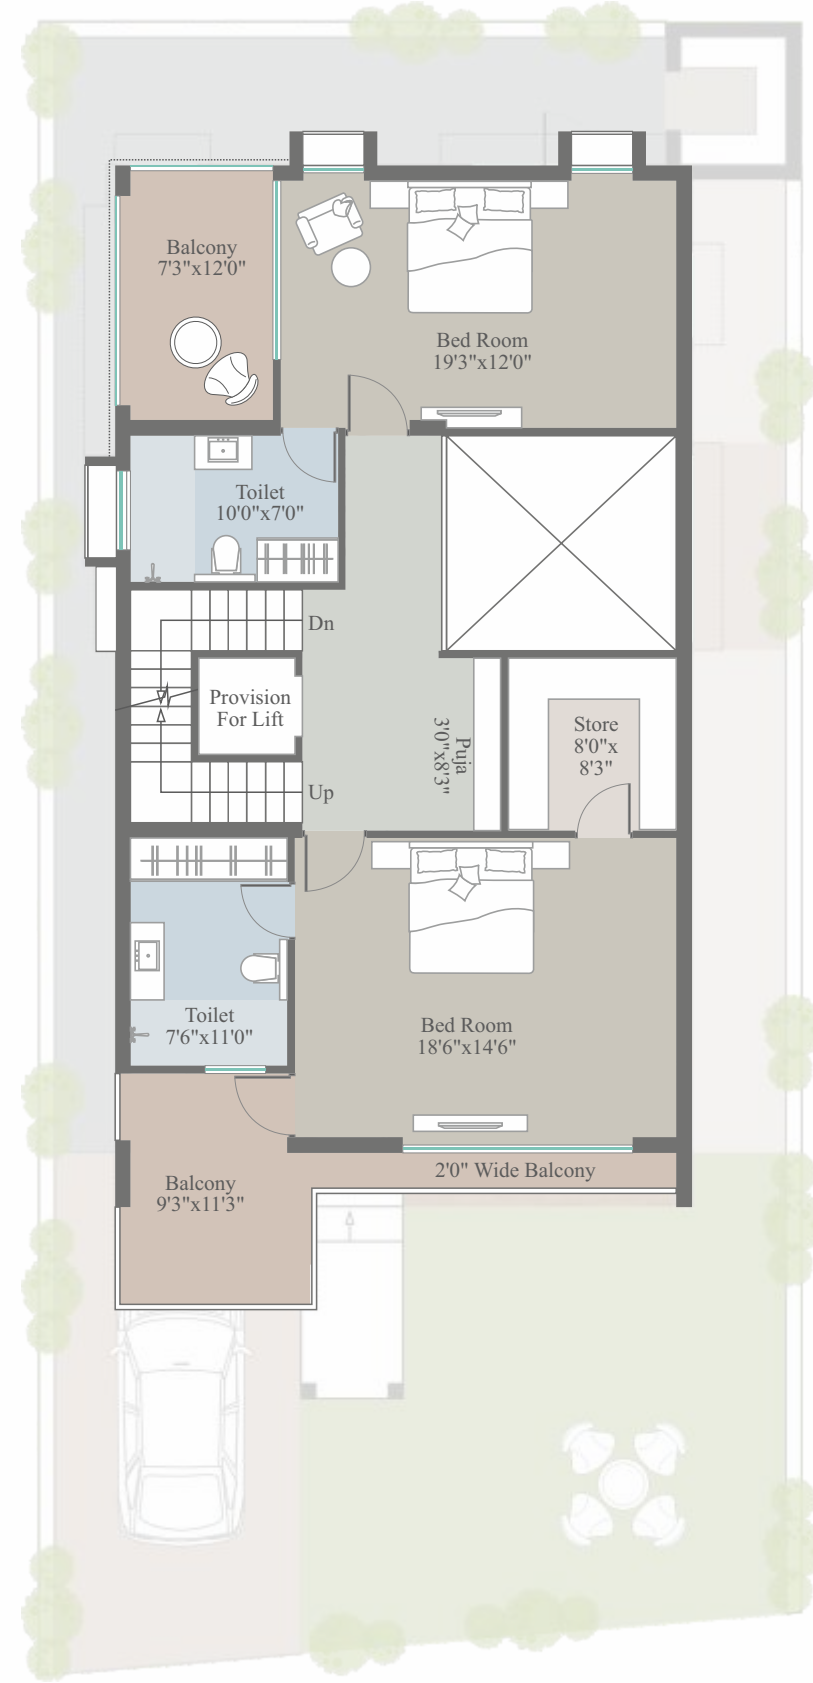 Balcony
7'3"x12'0"
Bed Room
19'3"x12'0"
Toilet
10'0"x7'0"
Dn
Provision
For Lift
Up
Puja
3'0"x8'3"
Store
8'0"x
8'3"
Toilet
7'6"x11'0"
Bed Room
18'6"x14'6"
2'0" Wide Balcony
Balcony
9'3"x11'3"